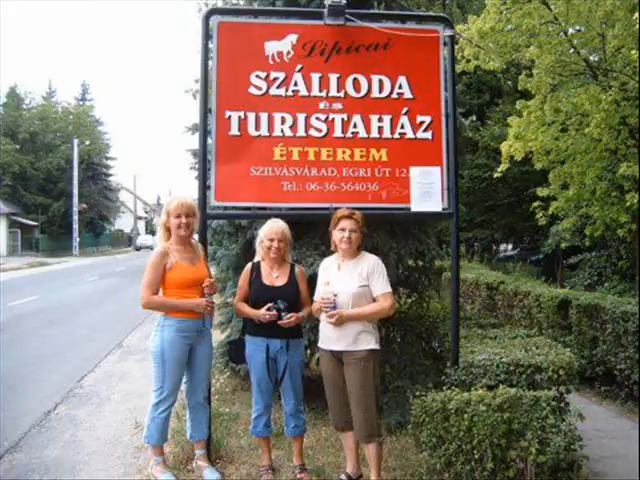 Lipicai
SZÁLLODA
és
TURISTAHÁZ
ÉTTEREM
SZILVÁSVÁRAD, EGRI ÚT 12.
Tel.: 06-36-564036